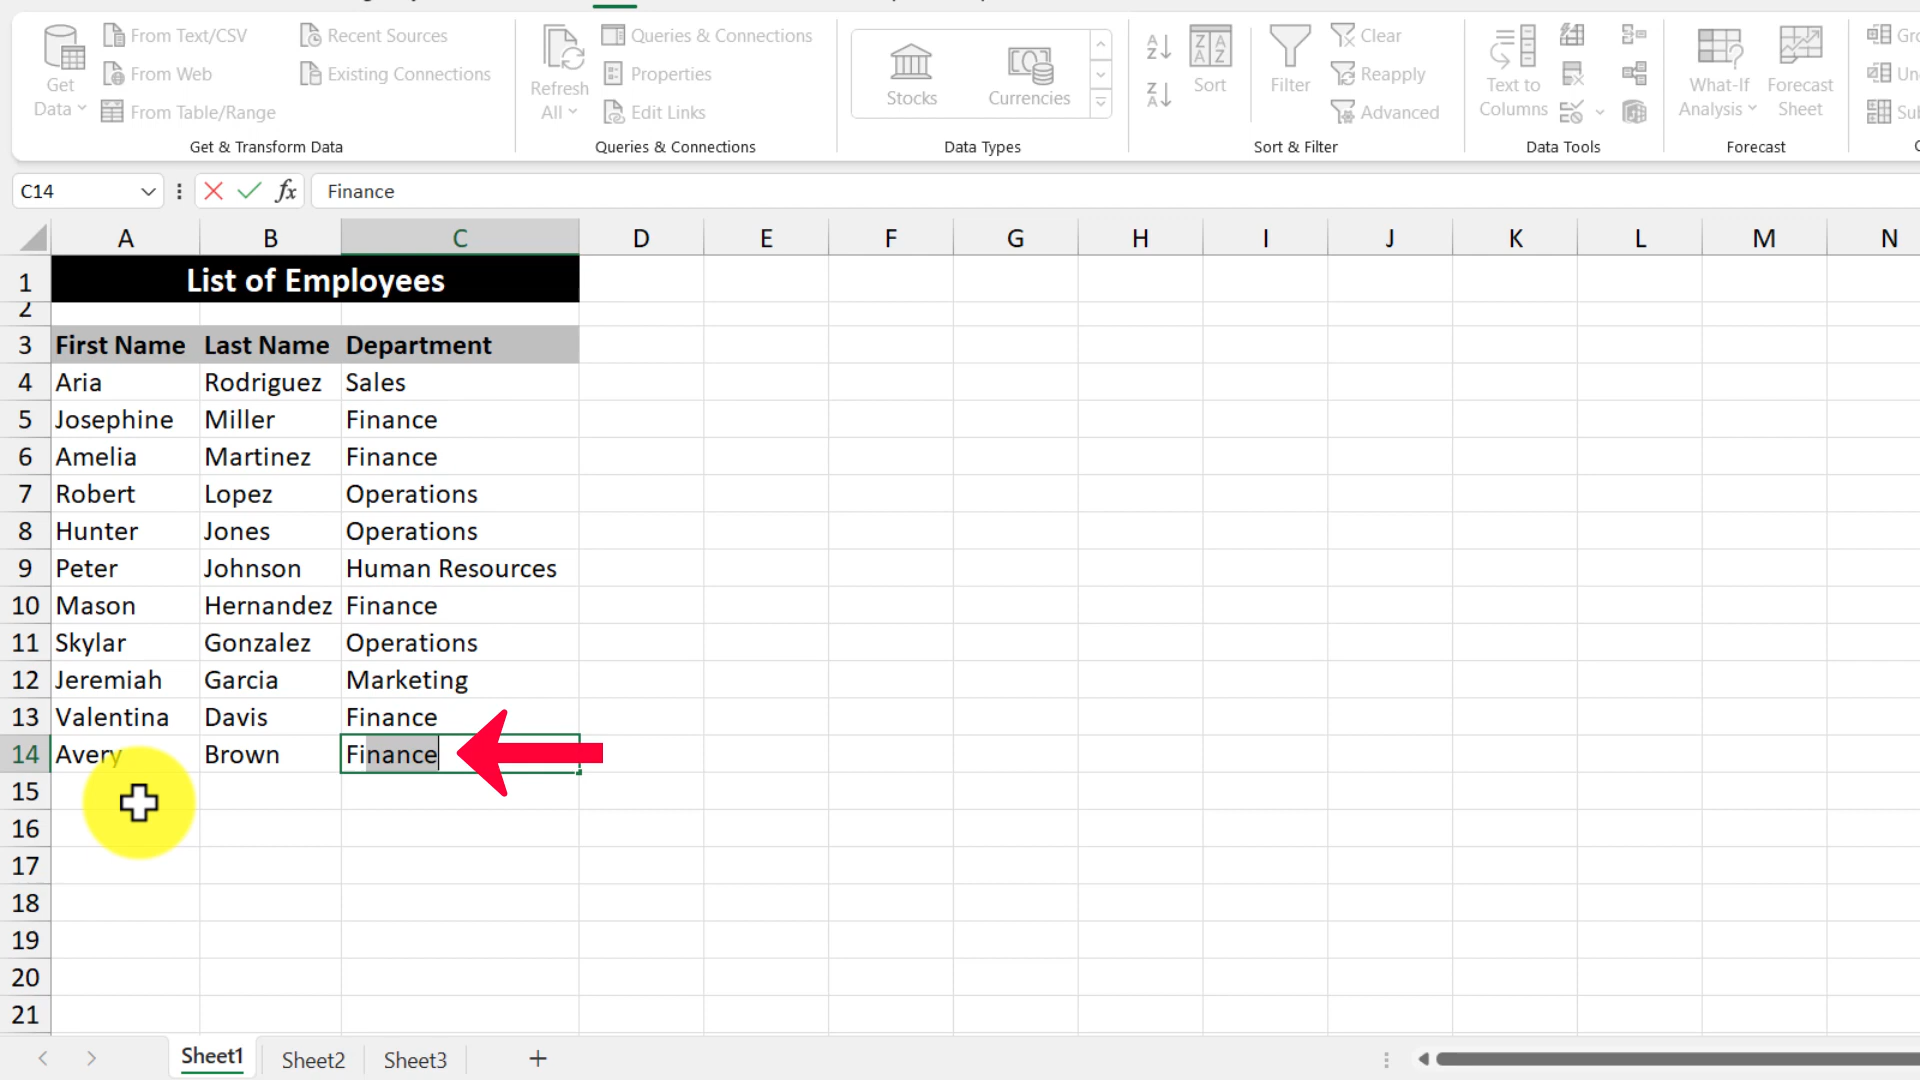 Get Data
From Text/CSV
From Web
From Table/Range
Recent Sources
Existing Connections
Get & Transform Data
Refresh All
Queries & Connections
Properties
Edit Links
Queries & Connections
Stocks
Currencies
Data Types
Sort
Filter
Clear
Reapply
Advanced
Sort & Filter
Text to Columns
Data Tools
What-If Analysis
Forecast Sheet
Forecast
C14
fx
Finance
A B C D E F G H I J K L M N
1 List of Employees
2
3 First Name Last Name Department
4 Aria Rodriguez Sales
5 Josephine Miller Finance
6 Amelia Martinez Finance
7 Robert Lopez Operations
8 Hunter Jones Operations
9 Peter Johnson Human Resources
10 Mason Hernandez Finance
11 Skylar Gonzalez Operations
12 Jeremiah Garcia Marketing
13 Valentina Davis Finance
14 Avery Brown Finance
15
16
17
18
19
20
21
Sheet1 Sheet2 Sheet3